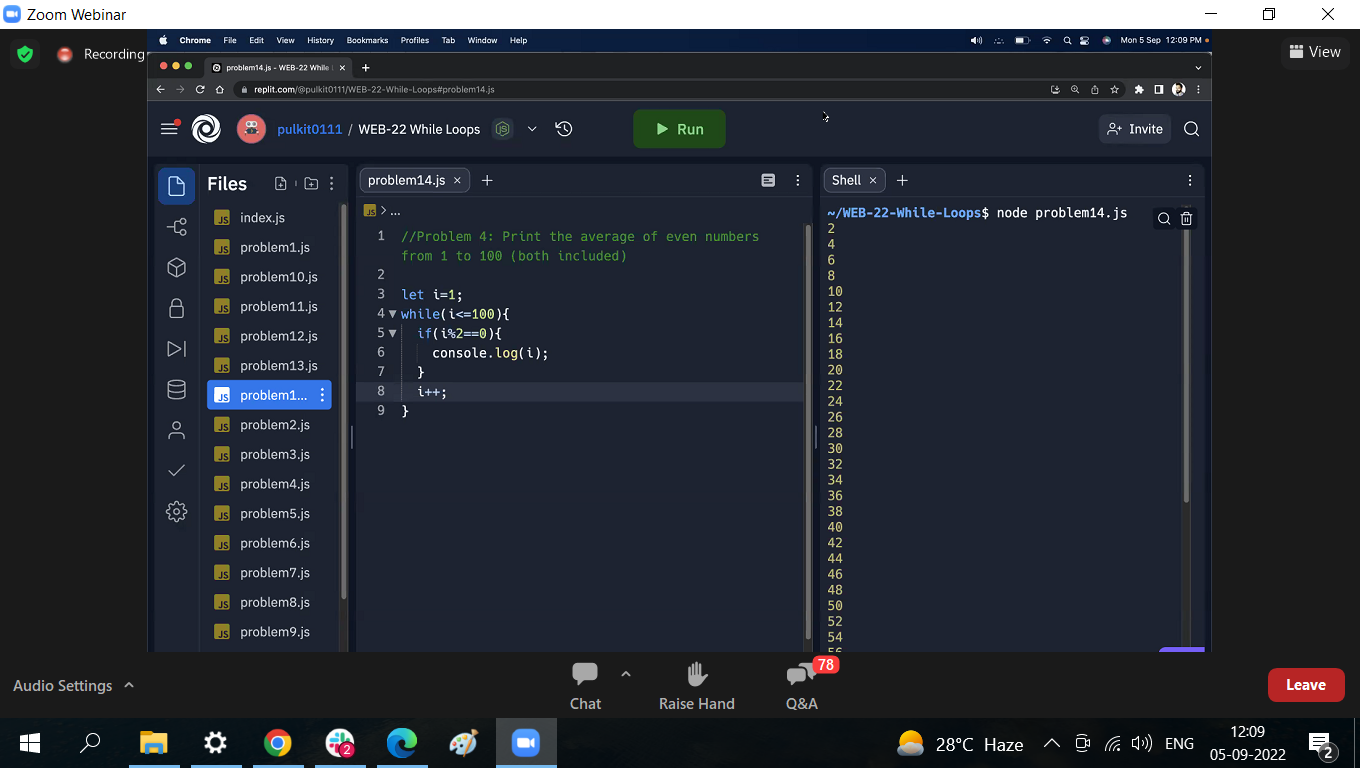 Zoom Webinar
Recording
View
Chrome File Edit View History Bookmarks Profiles Tab Window Help
Mon 5 Sep 12:09 PM
problem14.js - WEB-22 While
replit.com/@pulkit0111/WEB-22-While-Loops#problem14.js
pulkit0111 / WEB-22 While Loops
Run
Invite
Files
index.js
problem1.js
problem10.js
problem11.js
problem12.js
problem13.js
problem1...
problem2.js
problem3.js
problem4.js
problem5.js
problem6.js
problem7.js
problem8.js
problem9.js
problem14.js
JS > ...
1 //Problem 4: Print the average of even numbers
from 1 to 100 (both included)
2
3 let i=1;
4 while(i<=100){
5 if(i%2==0){
6 console.log(i);
7 }
8 i++;
9 }
Shell
~/WEB-22-While-Loops$ node problem14.js
2
4
6
8
10
12
14
16
18
20
22
24
26
28
30
32
34
36
38
40
42
44
46
48
50
52
54
56
Audio Settings
Chat
Raise Hand
78
Q&A
Leave
2
28°C Haze
ENG
12:09
05-09-2022
2